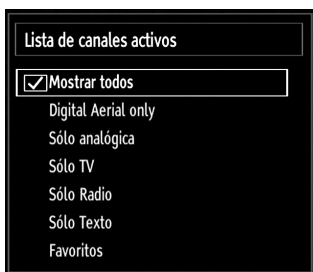 Lista de canales activos
Mostrar todos
Digital Aerial only
Sólo analógica
Sólo TV
Sólo Radio
Sólo Texto
Favoritos